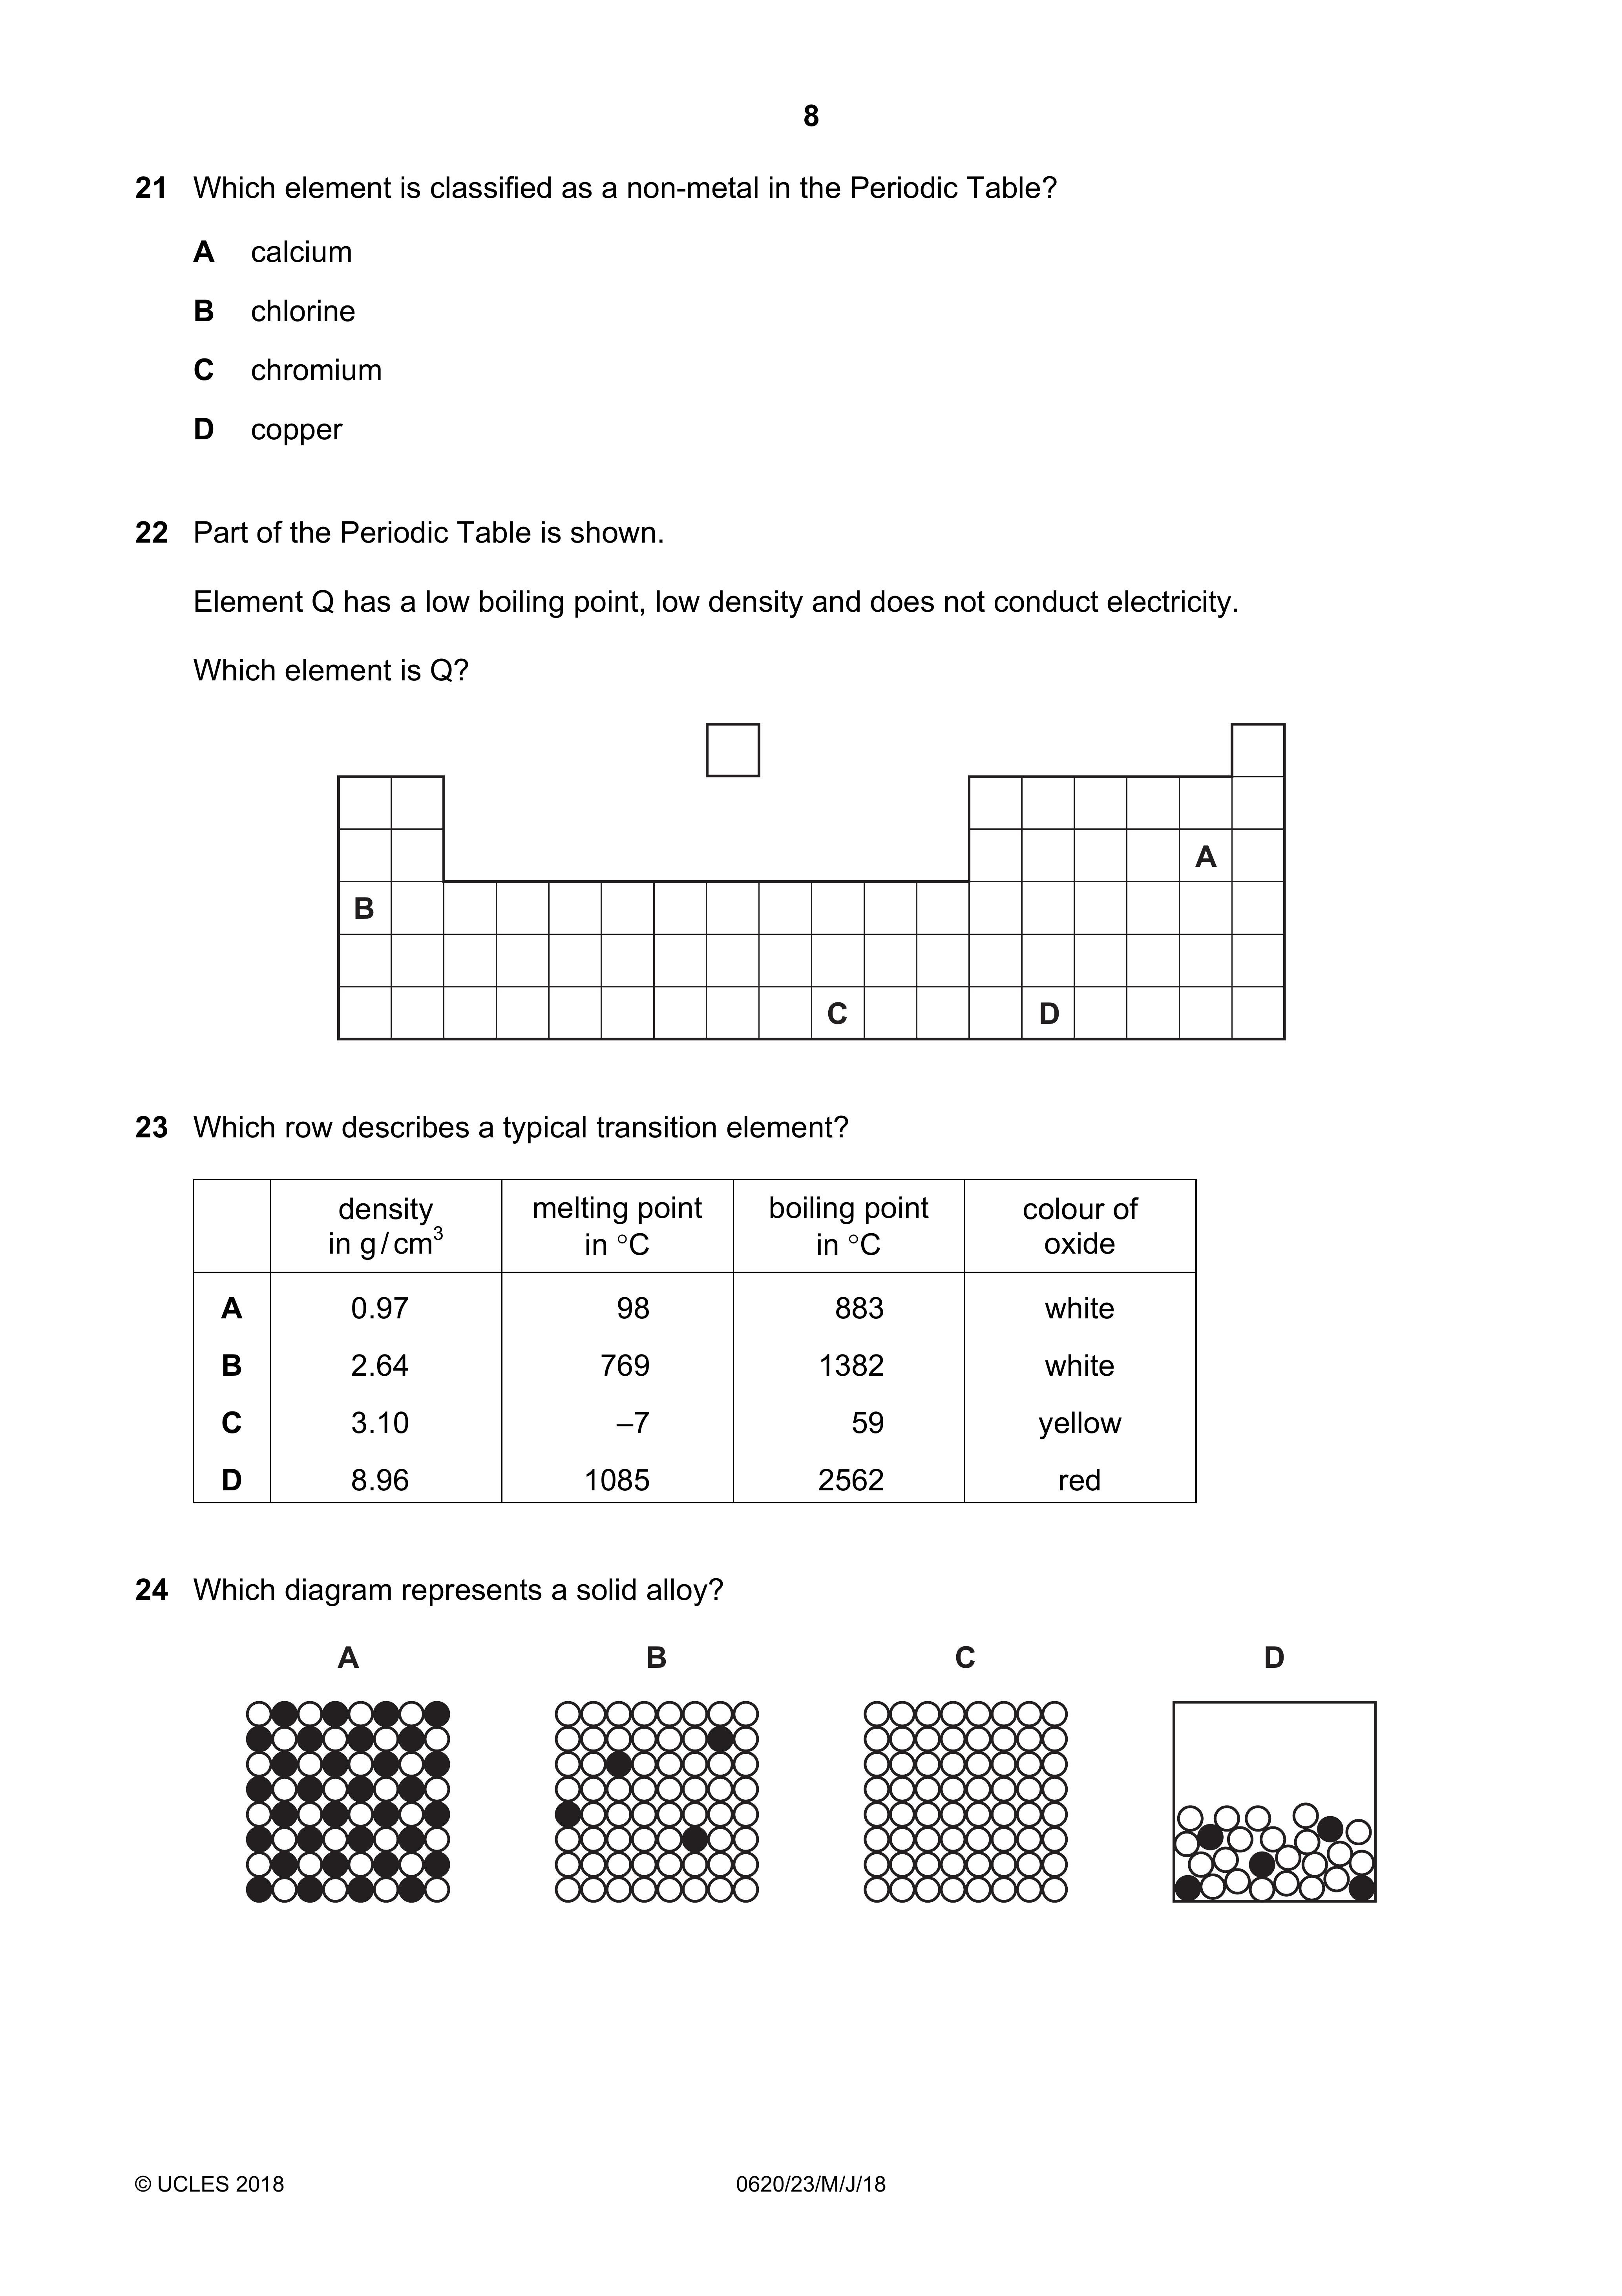 8
21 Which element is classified as a non-metal in the Periodic Table?
A calcium
B chlorine
C chromium
D copper
22 Part of the Periodic Table is shown.
Element Q has a low boiling point, low density and does not conduct electricity.
Which element is Q?
A
B
C D
23 Which row describes a typical transition element?
density in g / cm³ melting point in °C boiling point in °C colour of oxide
A 0.97 98 883 white
B 2.64 769 1382 white
C 3.10 –7 59 yellow
D 8.96 1085 2562 red
24 Which diagram represents a solid alloy?
A B C D
© UCLES 2018 0620/23/M/J/18